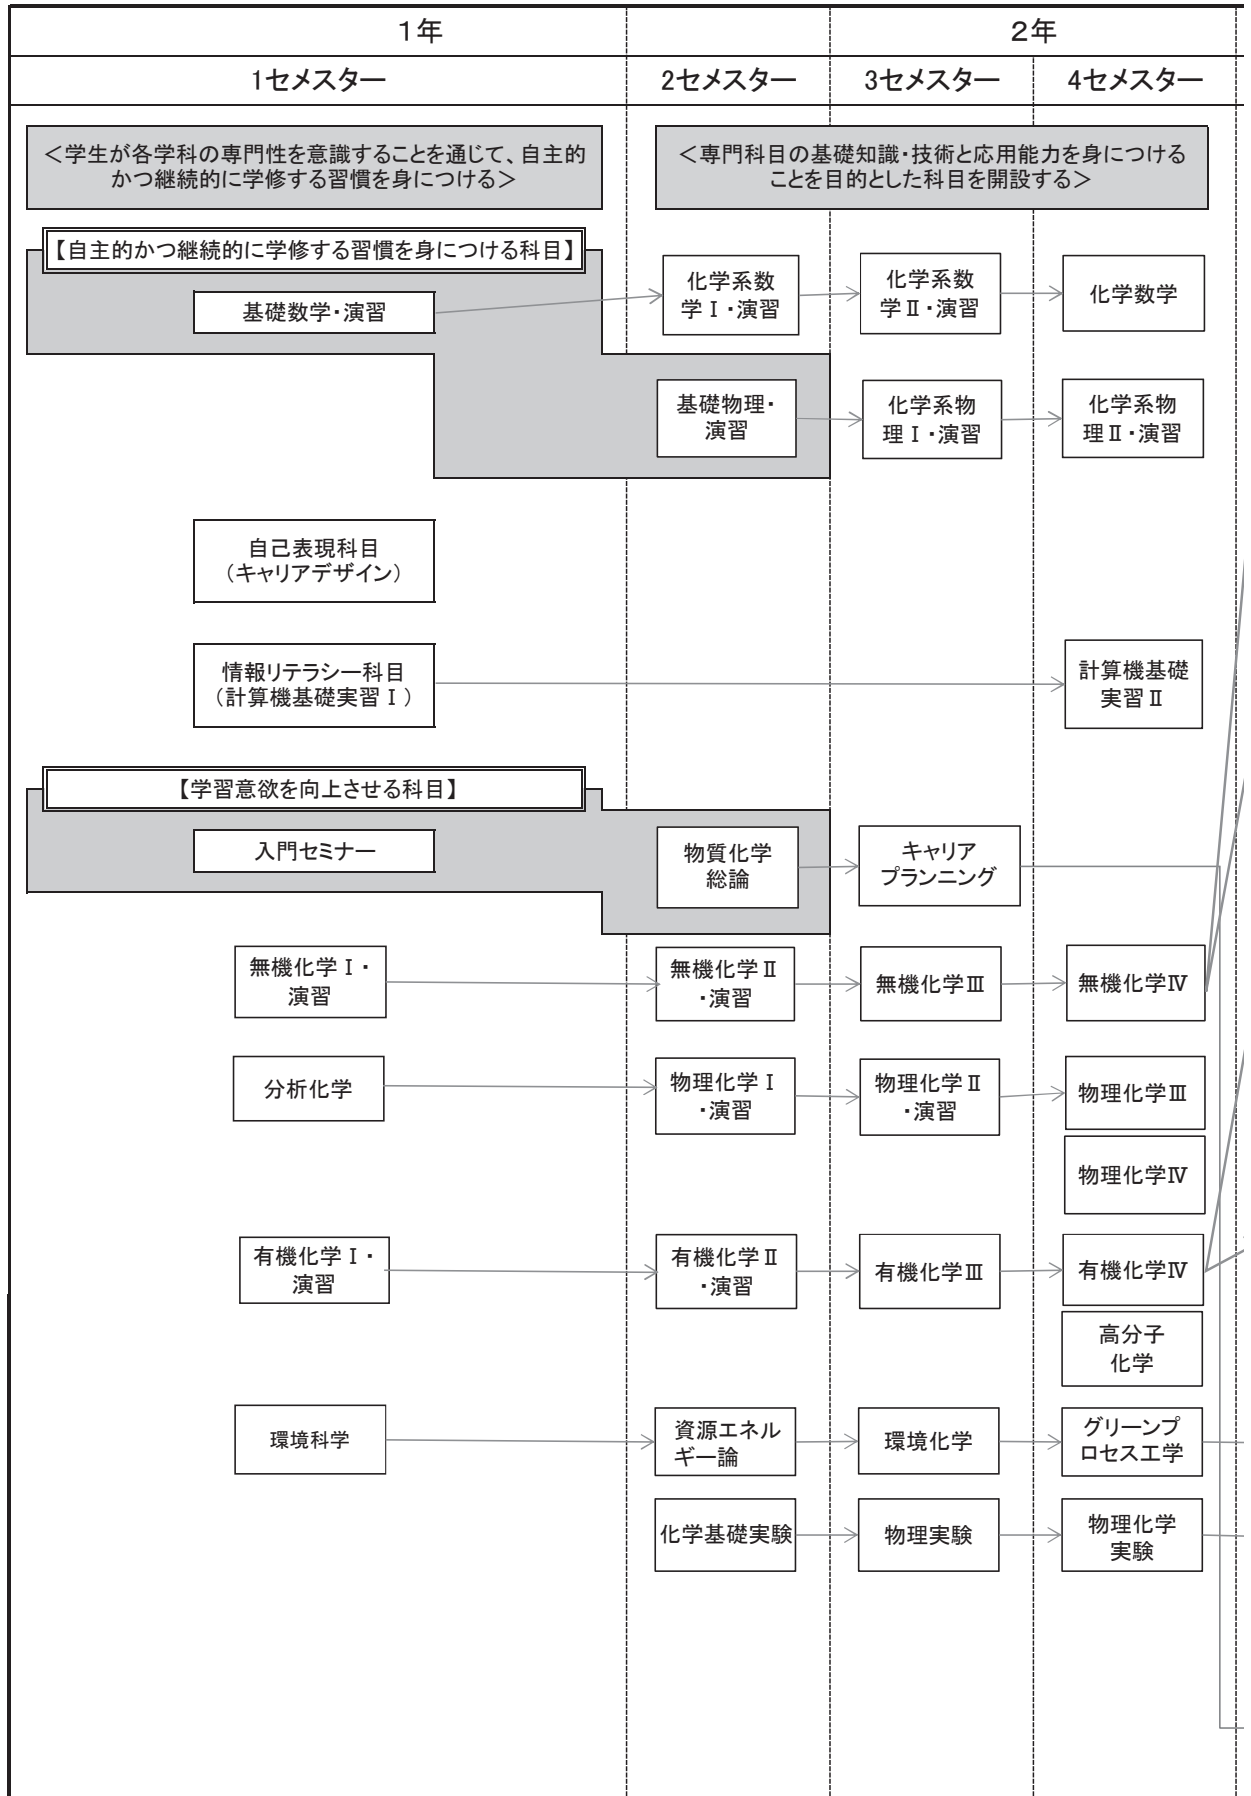 1年
2年
1セメスター
2セメスター
3セメスター
4セメスター
＜学生が各学科の専門性を意識することを通じて、自主的
かつ継続的に学修する習慣を身につける＞
＜専門科目の基礎知識・技術と応用能力を身につける
ことを目的とした科目を開設する＞
【自主的かつ継続的に学修する習慣を身につける科目】
基礎数学・演習
化学系数
学Ⅰ・演習
化学系数
学Ⅱ・演習
化学数学
基礎物理・
演習
化学系物
理Ⅰ・演習
化学系物
理Ⅱ・演習
自己表現科目
（キャリアデザイン）
情報リテラシー科目
（計算機基礎実習Ⅰ）
計算機基礎
実習Ⅱ
【学習意欲を向上させる科目】
入門セミナー
物質化学
総論
キャリア
プランニング
無機化学Ⅰ・
演習
無機化学Ⅱ
・演習
無機化学Ⅲ
無機化学Ⅳ
分析化学
物理化学Ⅰ
・演習
物理化学Ⅱ
・演習
物理化学Ⅲ
物理化学Ⅳ
有機化学Ⅰ・
演習
有機化学Ⅱ
・演習
有機化学Ⅲ
有機化学Ⅳ
高分子
化学
環境科学
資源エネル
ギー論
環境化学
グリーンプ
ロセス工学
化学基礎実験
物理実験
物理化学
実験